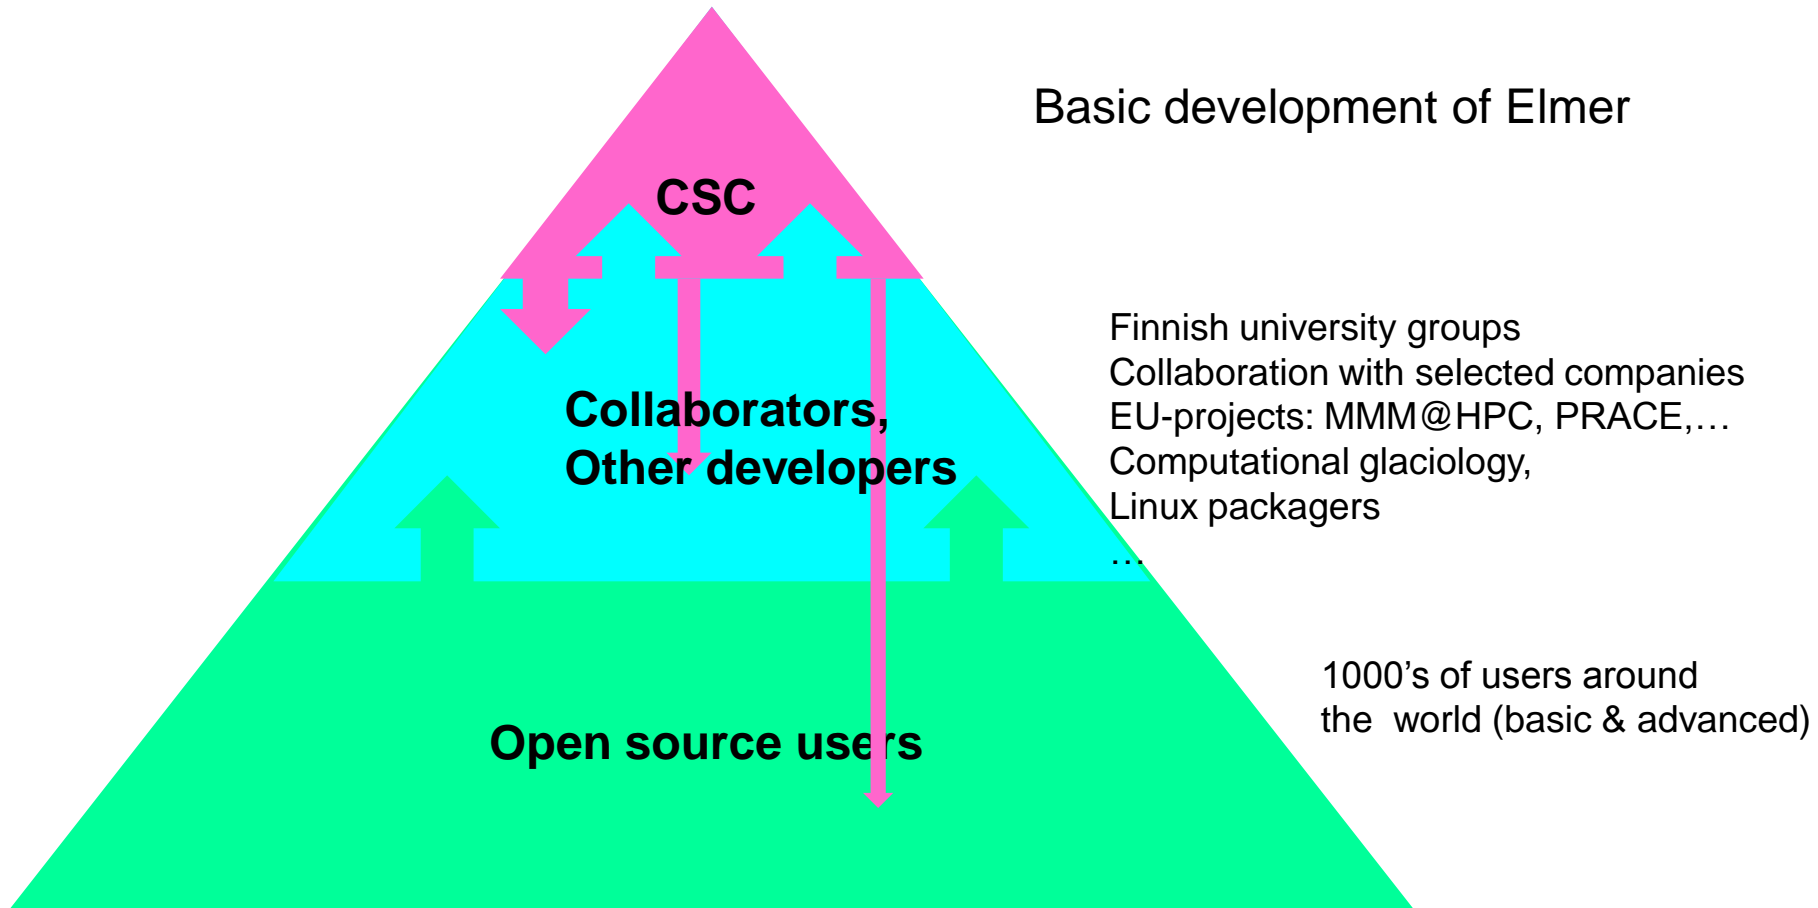 Basic development of Elmer
CSC
Finnish university groups
Collaboration with selected companies
EU-projects: MMM@HPC, PRACE,…
Computational glaciology,
Linux packagers
…
Collaborators,
Other developers
1000’s of users around
the  world (basic & advanced)
Open source users